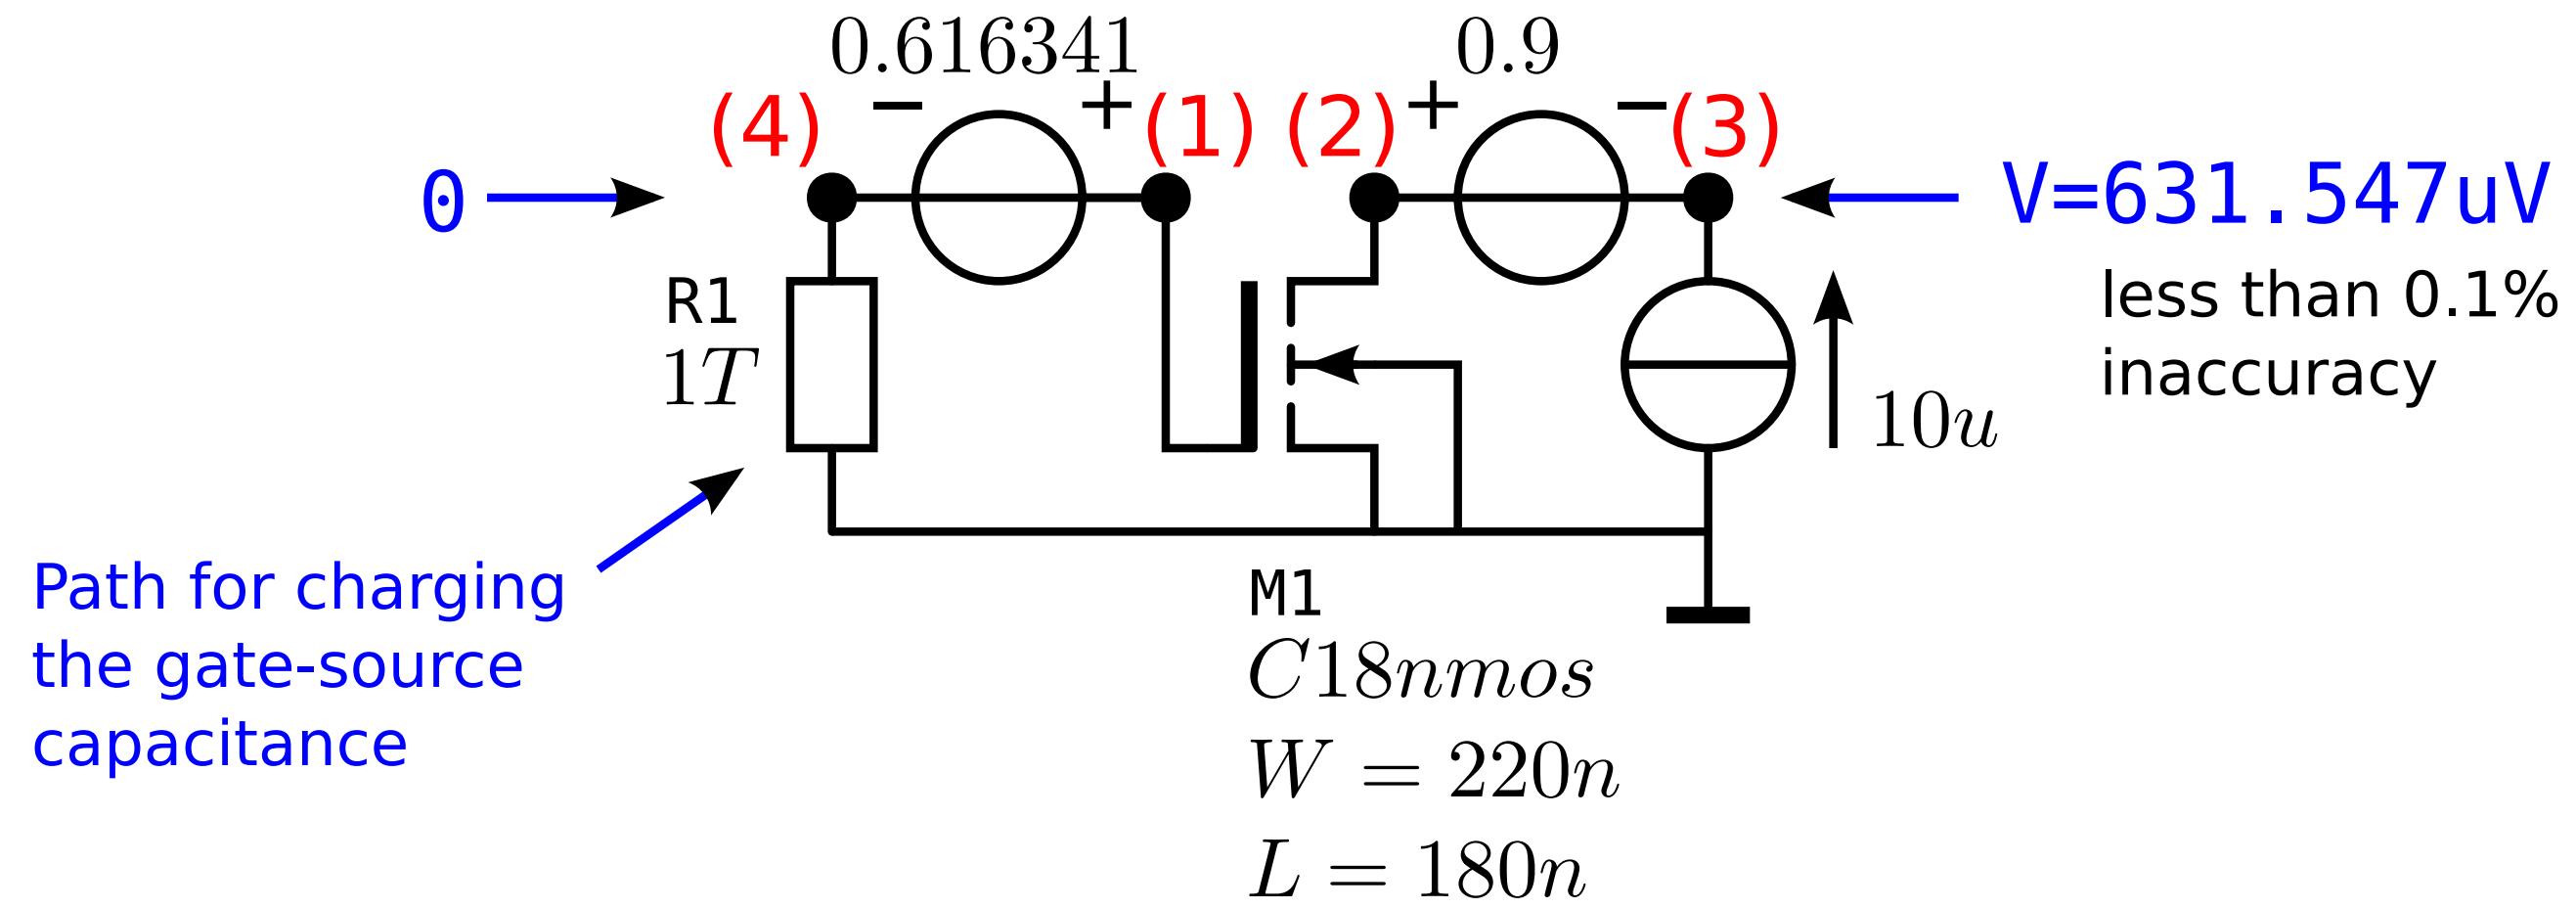 0.616341
0.9
− + + −
(4) (1) (2) (3)
0
V=631.547uV
R1
1T
less than 0.1%
inaccuracy
10u
Path for charging
the gate-source
capacitance
M1
C18nmos
W = 220n
L = 180n